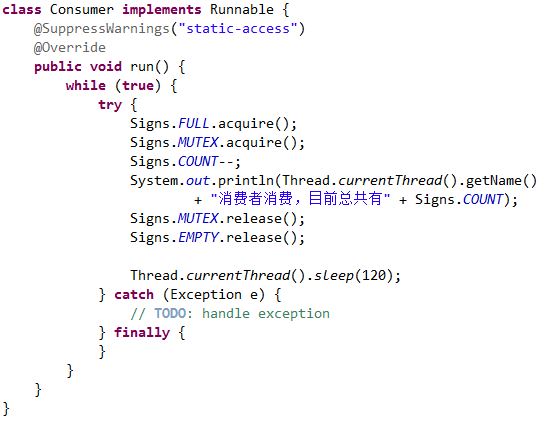 class Consumer implements Runnable {
    @SuppressWarnings("static-access")
    @Override
    public void run() {
        while (true) {
            try {
                Signs.FULL.acquire();
                Signs.MUTEX.acquire();
                Signs.COUNT--;
                System.out.println(Thread.currentThread().getName()
                        + "消费者消费，目前总共有" + Signs.COUNT);
                Signs.MUTEX.release();
                Signs.EMPTY.release();

                Thread.currentThread().sleep(120);
            } catch (Exception e) {
                // TODO: handle exception
            } finally {
            }
        }
    }
}